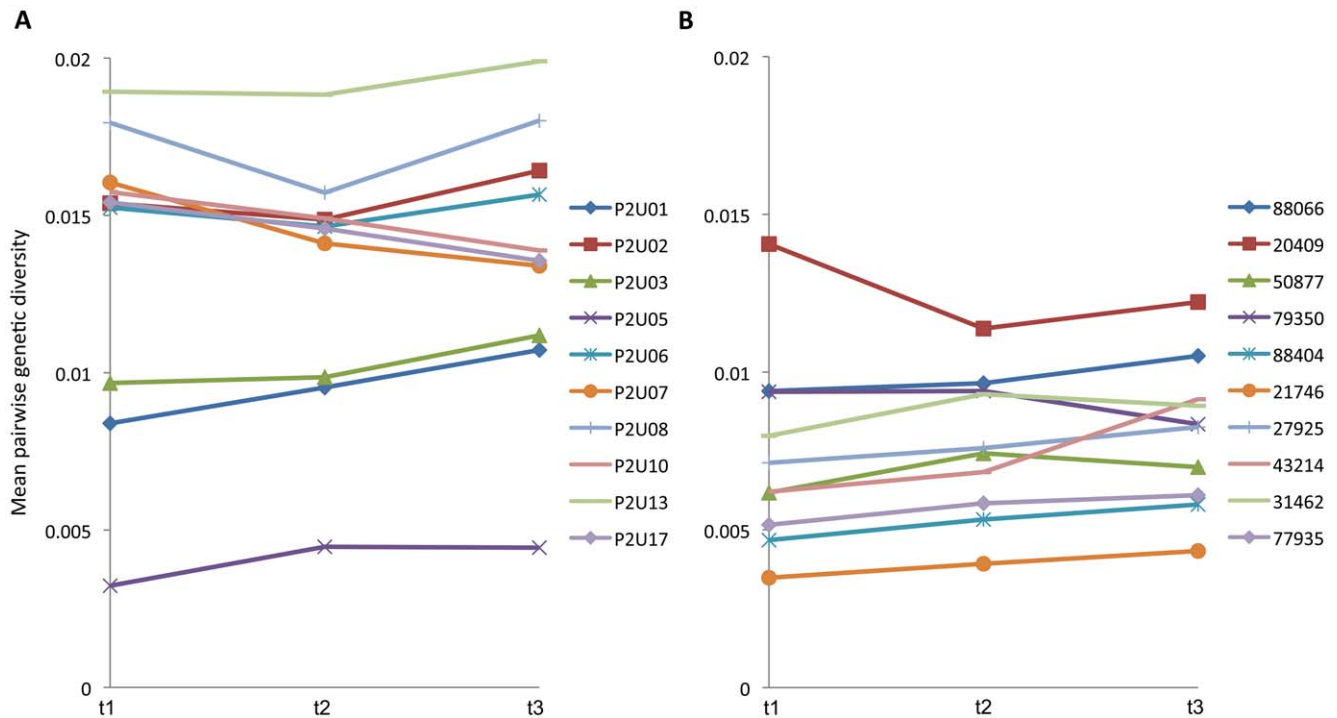 A
Mean pairwise genetic diversity
0.02
0.015
0.01
0.005
0
t1 t2 t3
P2U01
P2U02
P2U03
P2U05
P2U06
P2U07
P2U08
P2U10
P2U13
P2U17
B
0.02
0.015
0.01
0.005
0
t1 t2 t3
88066
20409
50877
79350
88404
21746
27925
43214
31462
77935